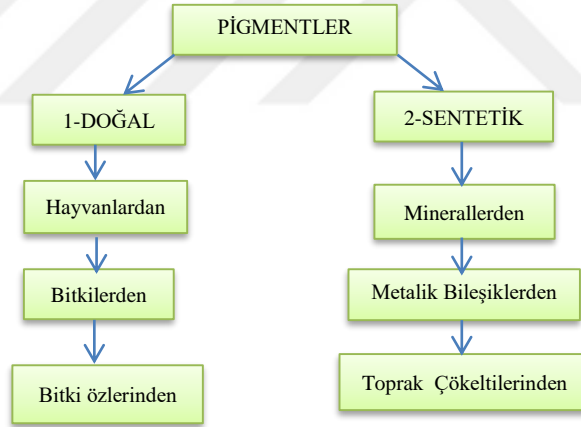 PİGMENTLER
1-DOĞAL
Hayvanlardan
Bitkilerden
Bitki özlerinden
2-SENTETİK
Minerallerden
Metalik Bileşiklerden
Toprak Çökeltilerinden